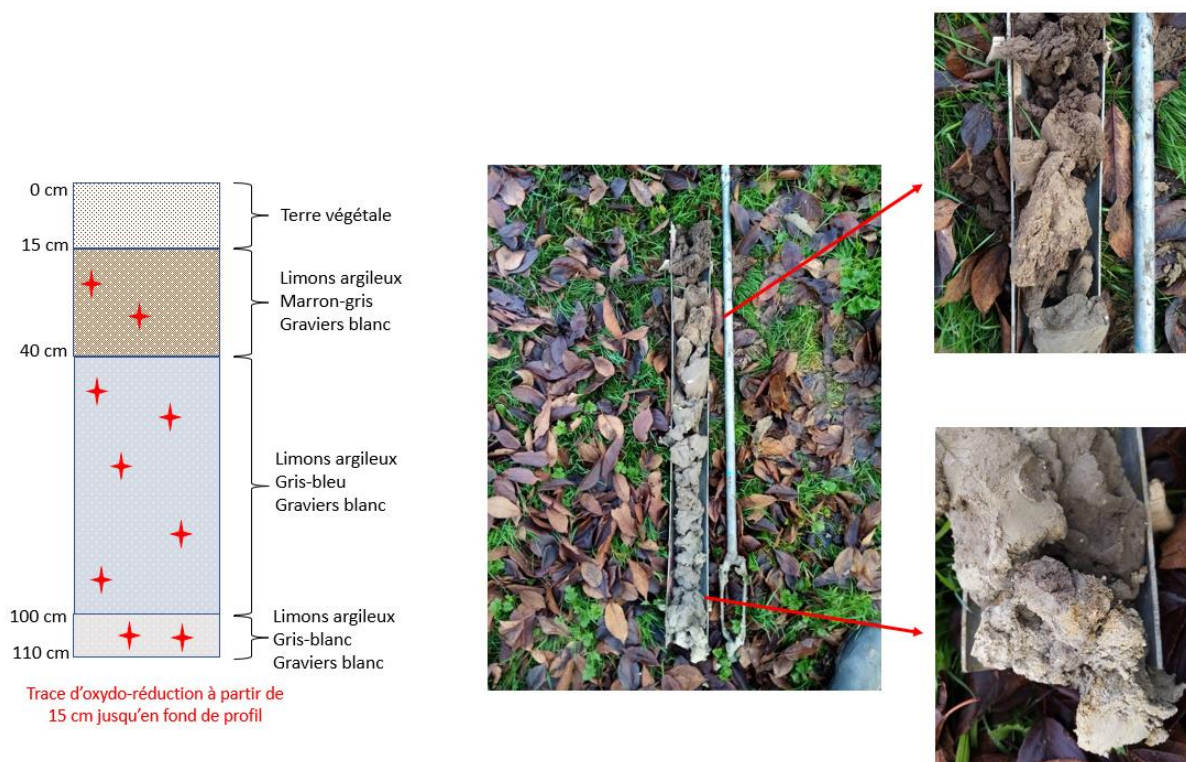 0 cm
Terre végétale
15 cm
Limons argileux
Marron-gris
Graviers blanc
40 cm
Limons argileux
Gris-bleu
Graviers blanc
100 cm
Limons argileux
Gris-blanc
Graviers blanc
110 cm
Trace d’oxydo-réduction à partir de
15 cm jusqu’en fond de profil